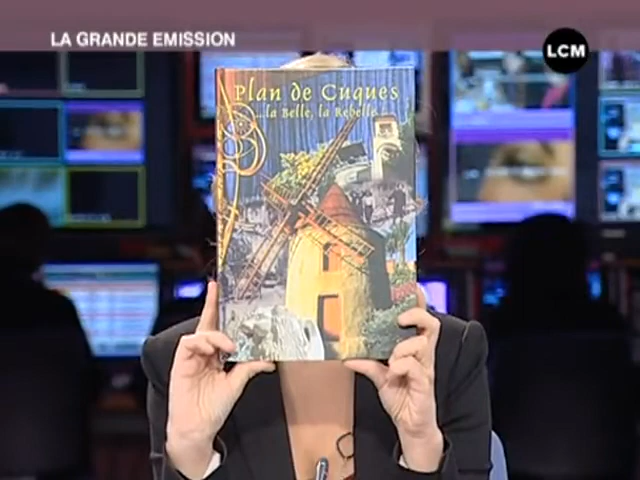 LA GRANDE EMISSION
LCM
Plan de Cuques
...la Belle, la Rebelle...